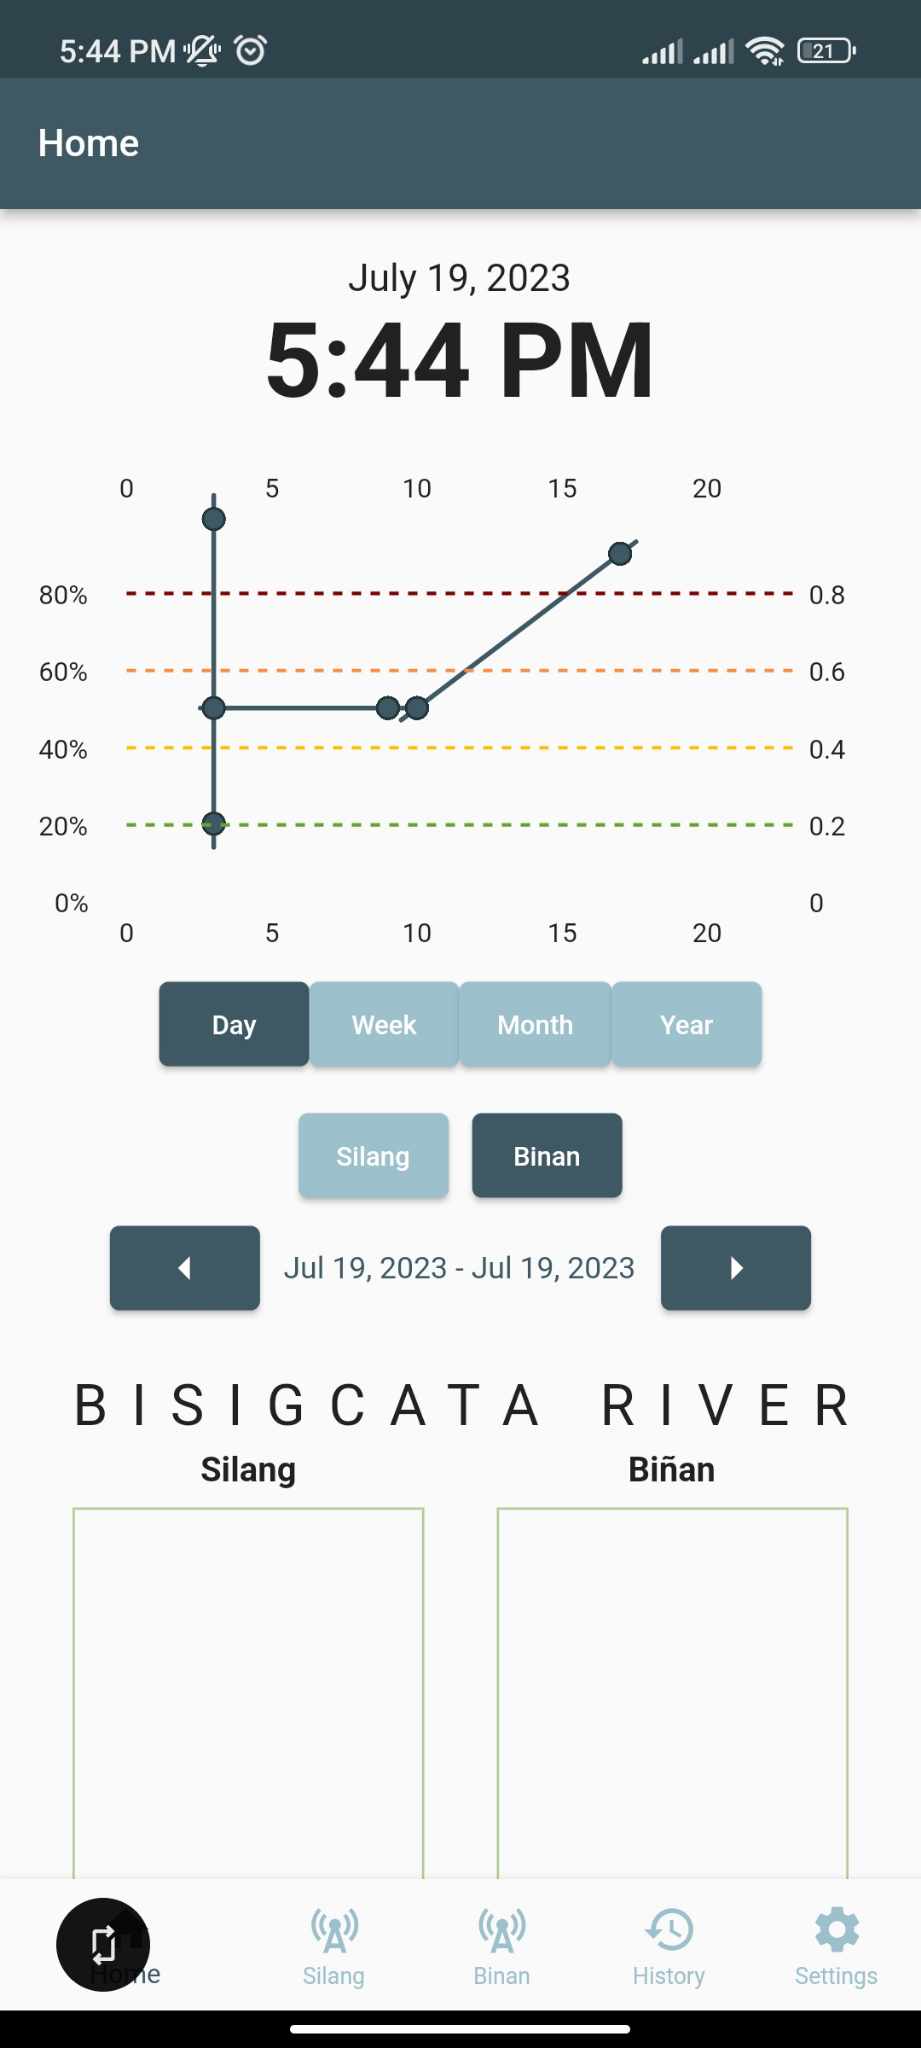 5:44 PM 21
Home
July 19, 2023
5:44 PM
0 5 10 15 20
80% 0.8
60% 0.6
40% 0.4
20% 0.2
0% 0
0 5 10 15 20
Day Week Month Year
Silang Binan
Jul 19, 2023 - Jul 19, 2023
BISIGCATA RIVER
Silang Biñan
Home Silang Binan History Settings